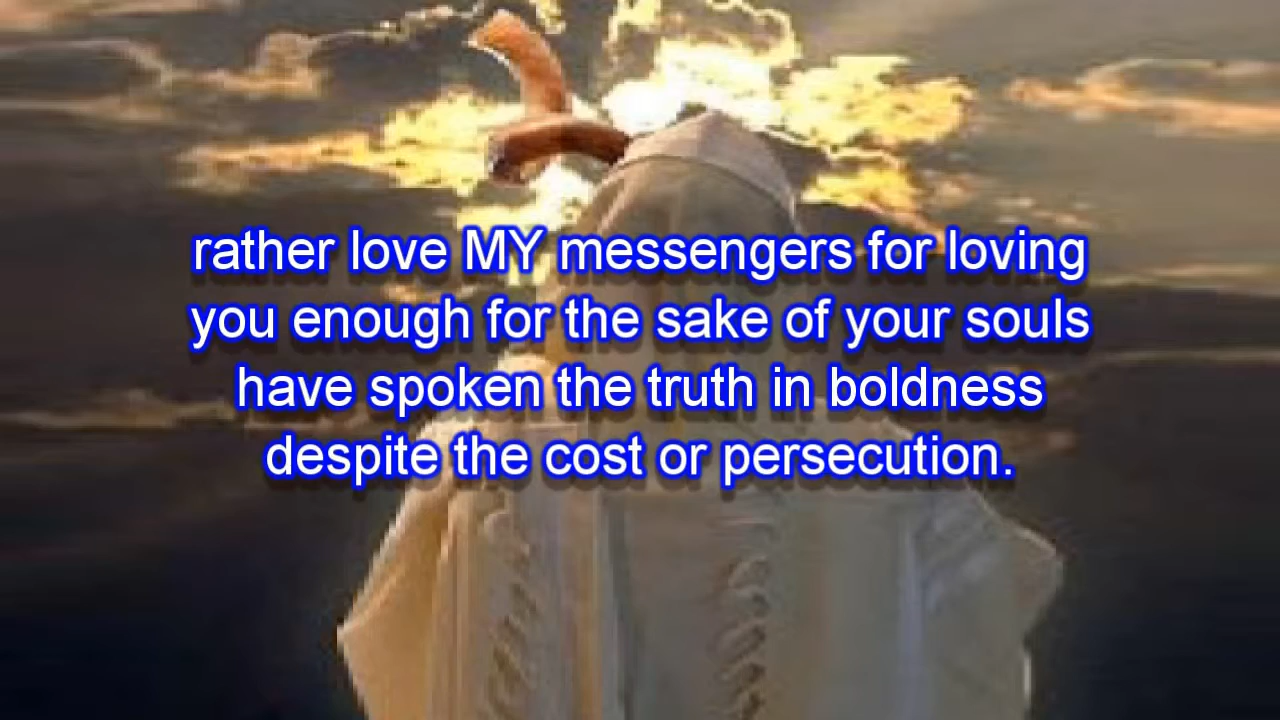 rather love MY messengers for loving
you enough for the sake of your souls
have spoken the truth in boldness
despite the cost or persecution.